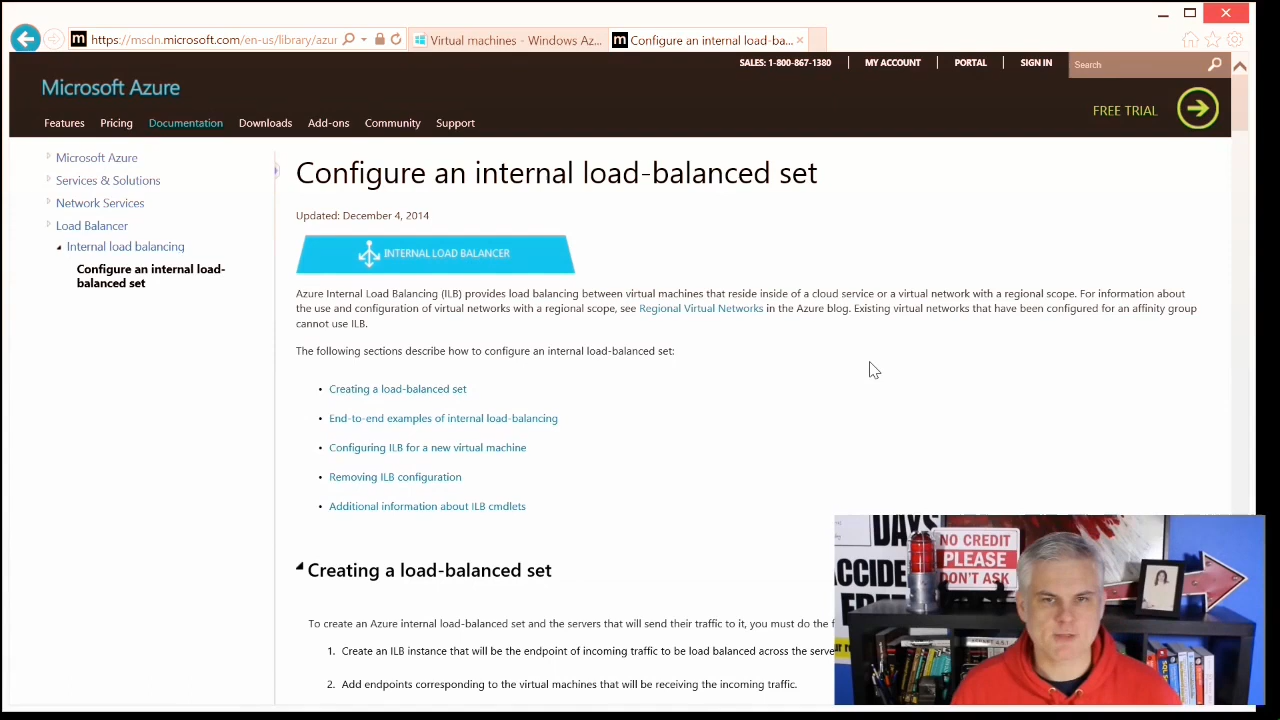 m https://msdn.microsoft.com/en-us/library/azur
Virtual machines - Windows Az...
m Configure an internal load-ba...
SALES: 1-800-867-1380
MY ACCOUNT
PORTAL
SIGN IN
Search
Microsoft Azure
FREE TRIAL
Features Pricing Documentation Downloads Add-ons Community Support
Microsoft Azure
Services & Solutions
Network Services
Load Balancer
Internal load balancing
Configure an internal load-
balanced set
Configure an internal load-balanced set
Updated: December 4, 2014
INTERNAL LOAD BALANCER
Azure Internal Load Balancing (ILB) provides load balancing between virtual machines that reside inside of a cloud service or a virtual network with a regional scope. For information about
the use and configuration of virtual networks with a regional scope, see Regional Virtual Networks in the Azure blog. Existing virtual networks that have been configured for an affinity group
cannot use ILB.
The following sections describe how to configure an internal load-balanced set:
• Creating a load-balanced set
• End-to-end examples of internal load-balancing
• Configuring ILB for a new virtual machine
• Removing ILB configuration
• Additional information about ILB cmdlets
Creating a load-balanced set
To create an Azure internal load-balanced set and the servers that will send their traffic to it, you must do the f
1. Create an ILB instance that will be the endpoint of incoming traffic to be load balanced across the serve
2. Add endpoints corresponding to the virtual machines that will be receiving the incoming traffic.
DAYS
ACCIDE
FREE
NO CREDIT
PLEASE
DON'T ASK